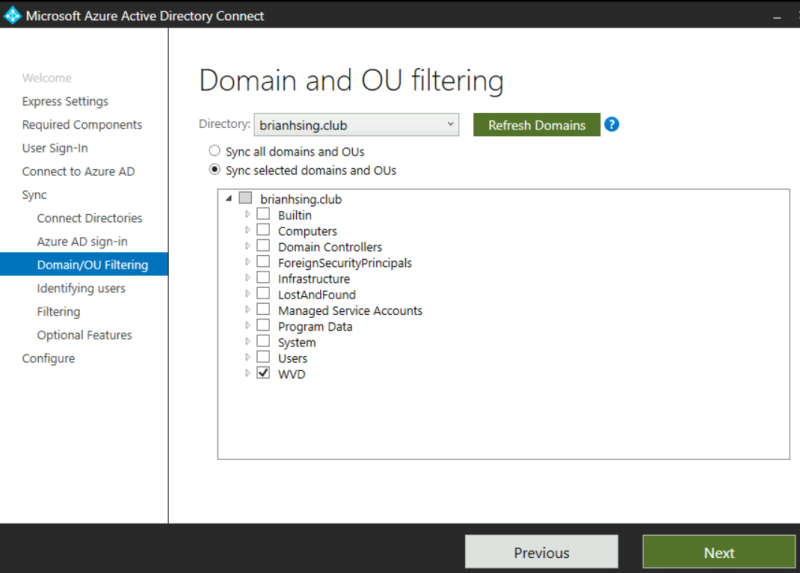 Microsoft Azure Active Directory Connect
Welcome
Express Settings
Required Components
User Sign-In
Connect to Azure AD
Sync
Connect Directories
Azure AD sign-in
Domain/OU Filtering
Identifying users
Filtering
Optional Features
Configure
Domain and OU filtering
Directory: brianhsing.club Refresh Domains ?
Sync all domains and OUs
Sync selected domains and OUs
brianhsing.club
Builtin
Computers
Domain Controllers
ForeignSecurityPrincipals
Infrastructure
LostAndFound
Managed Service Accounts
Program Data
System
Users
WVD
Previous Next